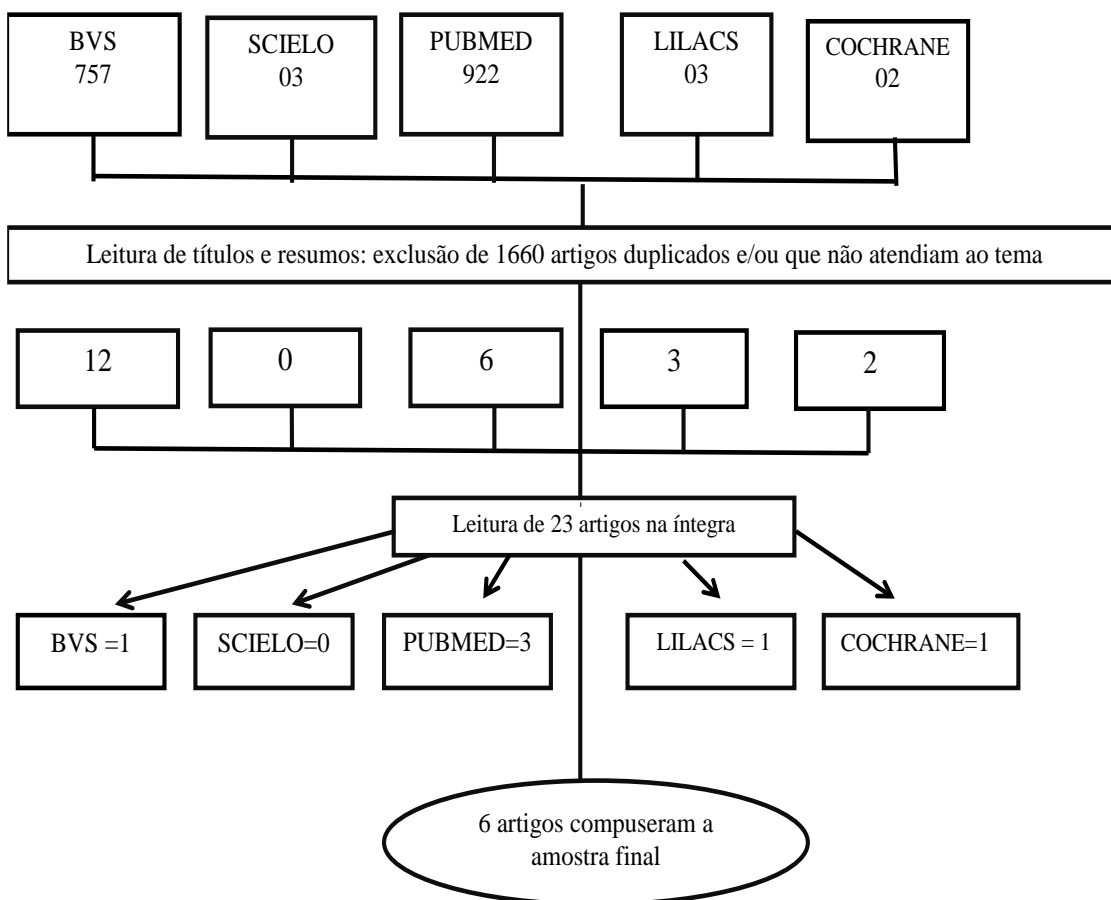 BVS
757
SCIELO
03
PUBMED
922
LILACS
03
COCHRANE
02
Leitura de títulos e resumos: exclusão de 1660 artigos duplicados e/ou que não atendiam ao tema
12
0
6
3
2
Leitura de 23 artigos na íntegra
BVS =1
SCIELO=0
PUBMED=3
LILACS = 1
COCHRANE=1
6 artigos compuseram a
amostra final